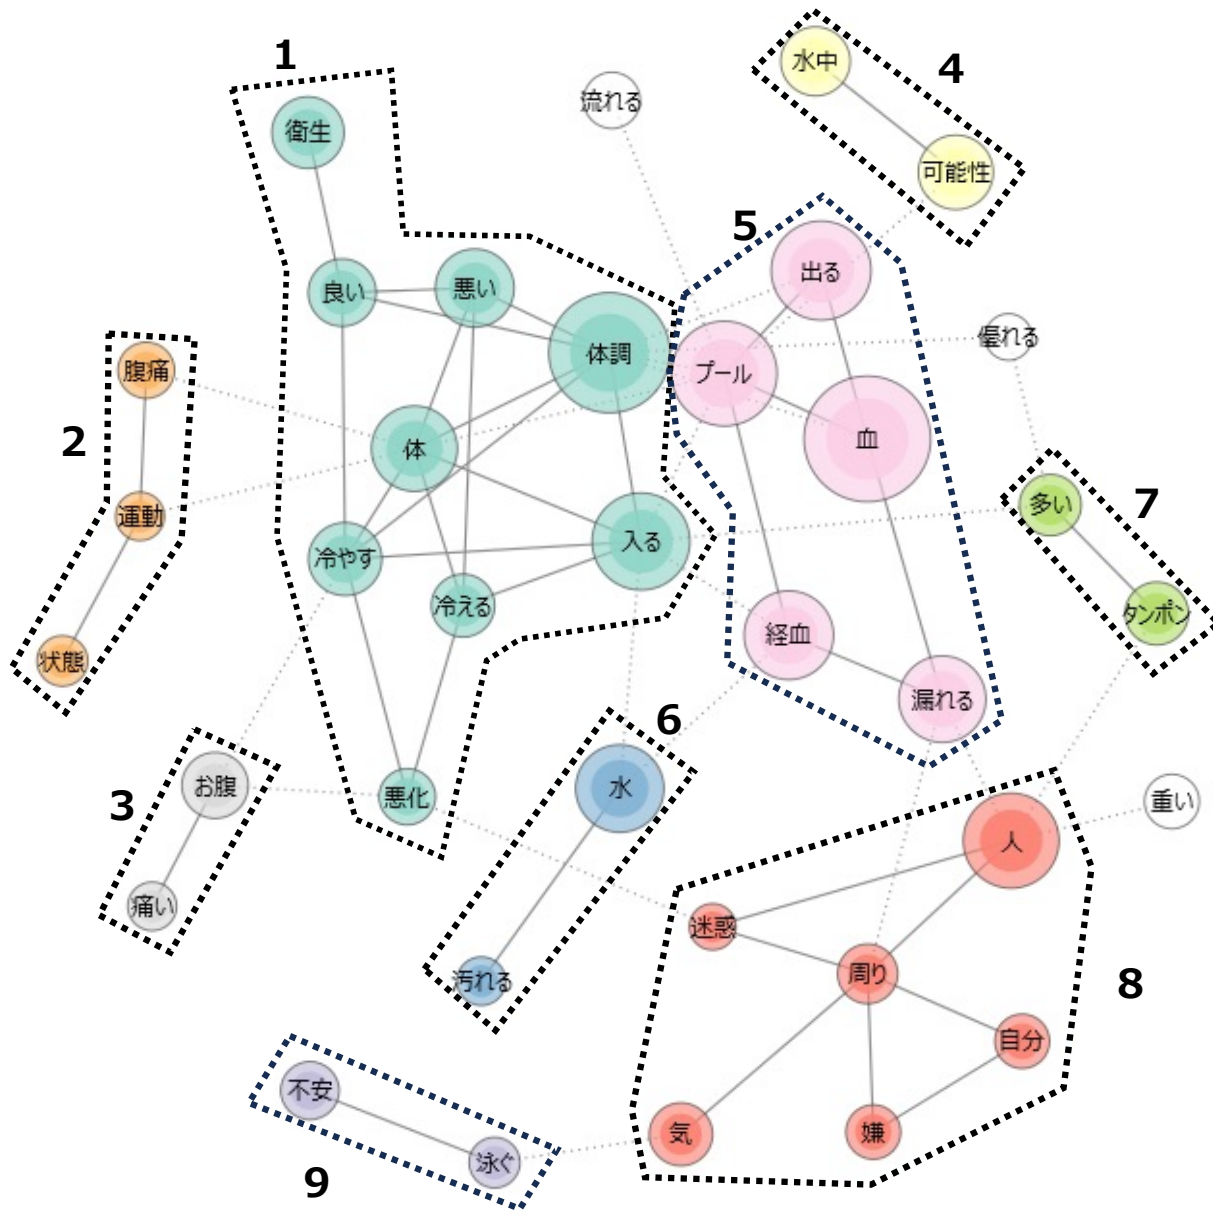 1
衛生
良い
悪い
体調
体
冷やす
入る
冷える
悪化
2
腹痛
運動
状態
3
お腹
痛い
4
水中
可能性
5
出る
プール
血
経血
漏れる
6
水
汚れる
7
多い
タンポン
8
人
迷惑
周り
自分
気
嫌
9
不安
泳ぐ
流れる
優れる
重い